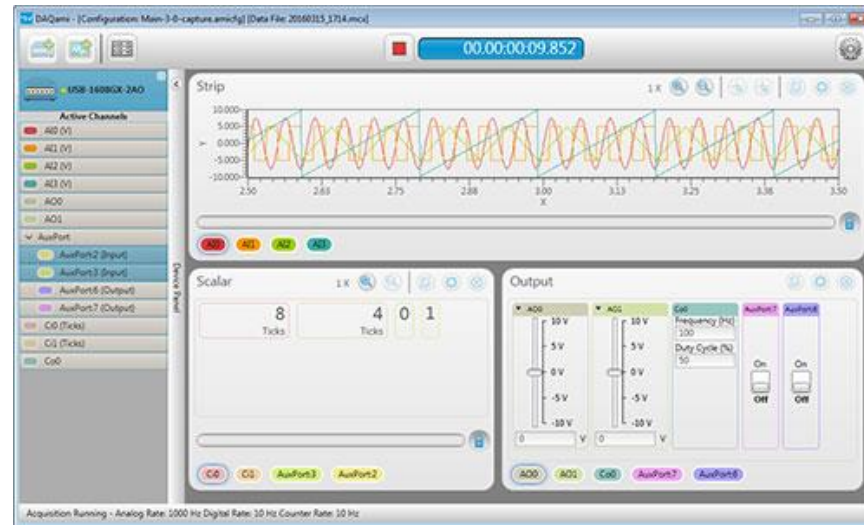 DAQami - [Configuration: Main-3-0-capture.amicfg] [Data File: 20160315_1714.mcx]
00.00:00:09.852
USB-1608GX-2AO
Active Channels
AI0 (V)
AI1 (V)
AI2 (V)
AI3 (V)
AO0
AO1
AuxPort
AuxPort2 (Input)
AuxPort3 (Input)
AuxPort6 (Output)
AuxPort7 (Output)
Ci0 (Ticks)
Ci1 (Ticks)
Co0
Device Panel
Strip
1 X
10.000
5.000
0.000
-5.000
-10.000
Y
2.50 2.63 2.75 2.88 3.00 3.13 3.25 3.38 3.50
X
AI0 AI1 AI2 AI3
Scalar
1 X
8 4 0 1
Ticks Ticks
Ci0 Ci1 AuxPort3 AuxPort2
Output
AO0 AO1 Co0 AuxPort7 AuxPort6
10 V 10 V Frequency (Hz)
100
5 V 5 V Duty Cycle (%)
50
0 V 0 V On On
-5 V -5 V Off Off
-10 V -10 V
0 V 0 V
AO0 AO1 Co0 AuxPort7 AuxPort6
Acquisition Running - Analog Rate: 1000 Hz Digital Rate: 10 Hz Counter Rate: 10 Hz